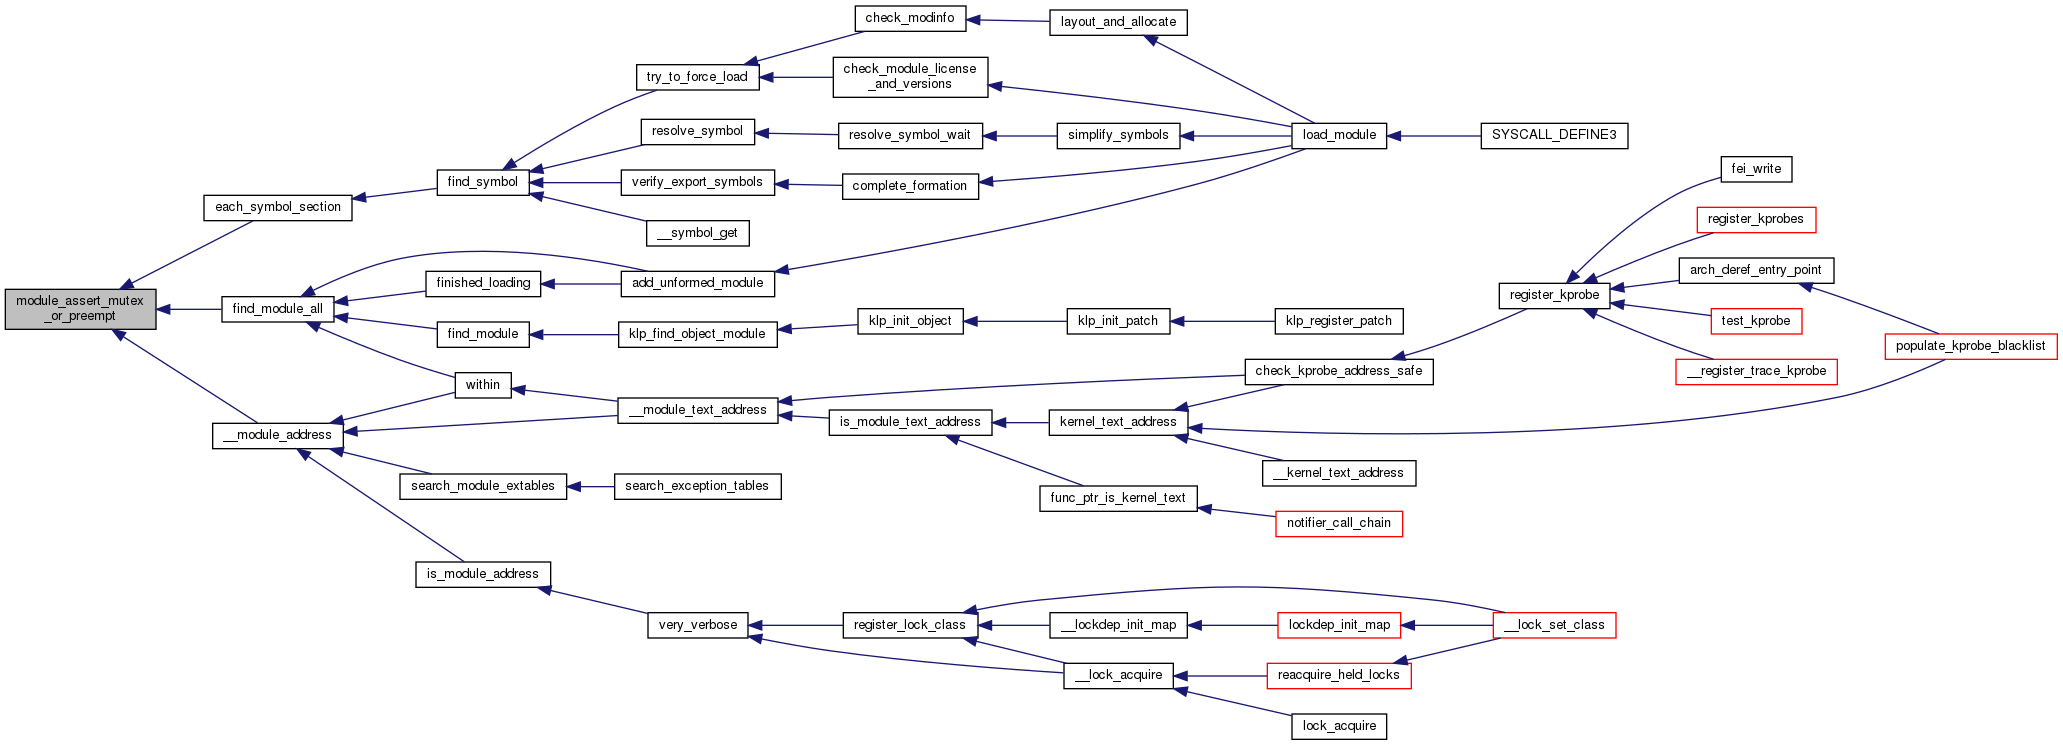 check_modinfo
layout_and_allocate
try_to_force_load
check_module_license
_and_versions
resolve_symbol
resolve_symbol_wait
simplify_symbols
load_module
SYSCALL_DEFINE3
find_symbol
verify_export_symbols
complete_formation
fei_write
each_symbol_section
__symbol_get
register_kprobes
module_assert_mutex
_or_preempt
find_module_all
finished_loading
add_unformed_module
arch_deref_entry_point
register_kprobe
find_module
klp_find_object_module
klp_init_object
klp_init_patch
klp_register_patch
test_kprobe
populate_kprobe_blacklist
within
check_kprobe_address_safe
__register_trace_kprobe
__module_text_address
__module_address
is_module_text_address
kernel_text_address
__kernel_text_address
search_module_extables
search_exception_tables
func_ptr_is_kernel_text
notifier_call_chain
is_module_address
very_verbose
register_lock_class
__lockdep_init_map
lockdep_init_map
__lock_set_class
__lock_acquire
reacquire_held_locks
lock_acquire